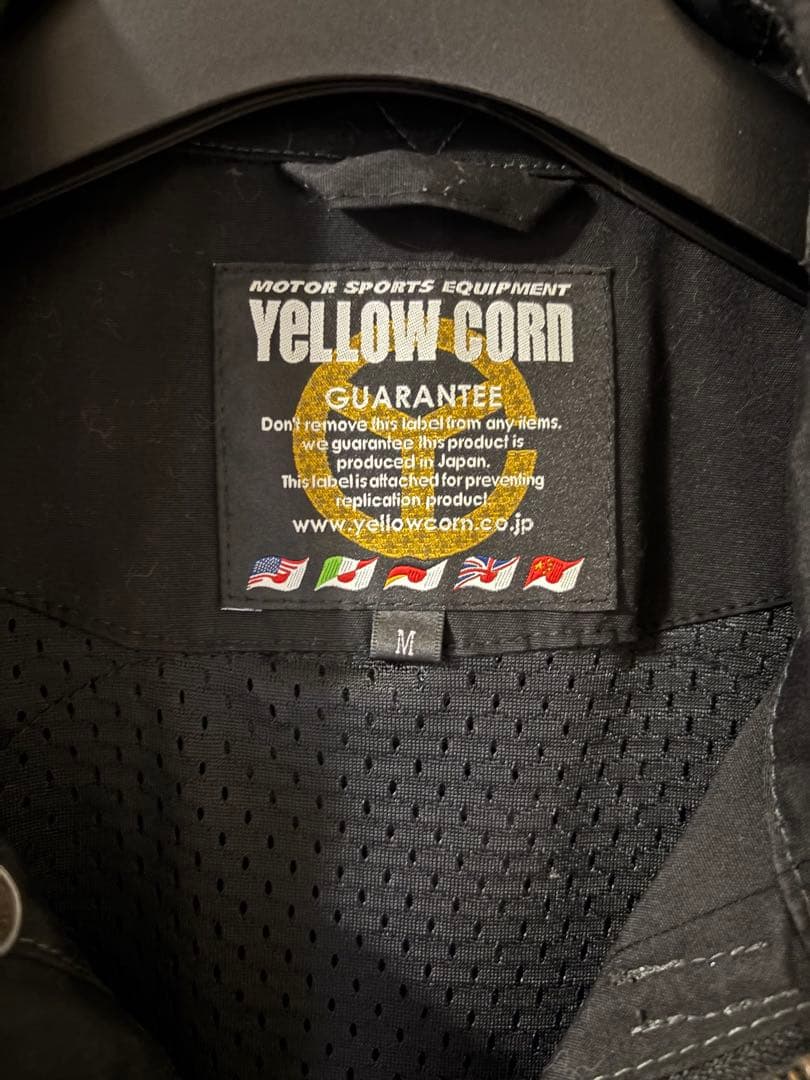 MOTOR SPORTS EQUIPMENT
YeLLOW CORn
GUARANTEE
Don't remove this label from any items.
we guarantee this product is
produced in Japan.
This label is attached for preventing
replication product
www.yellowcorn.co.jp
M